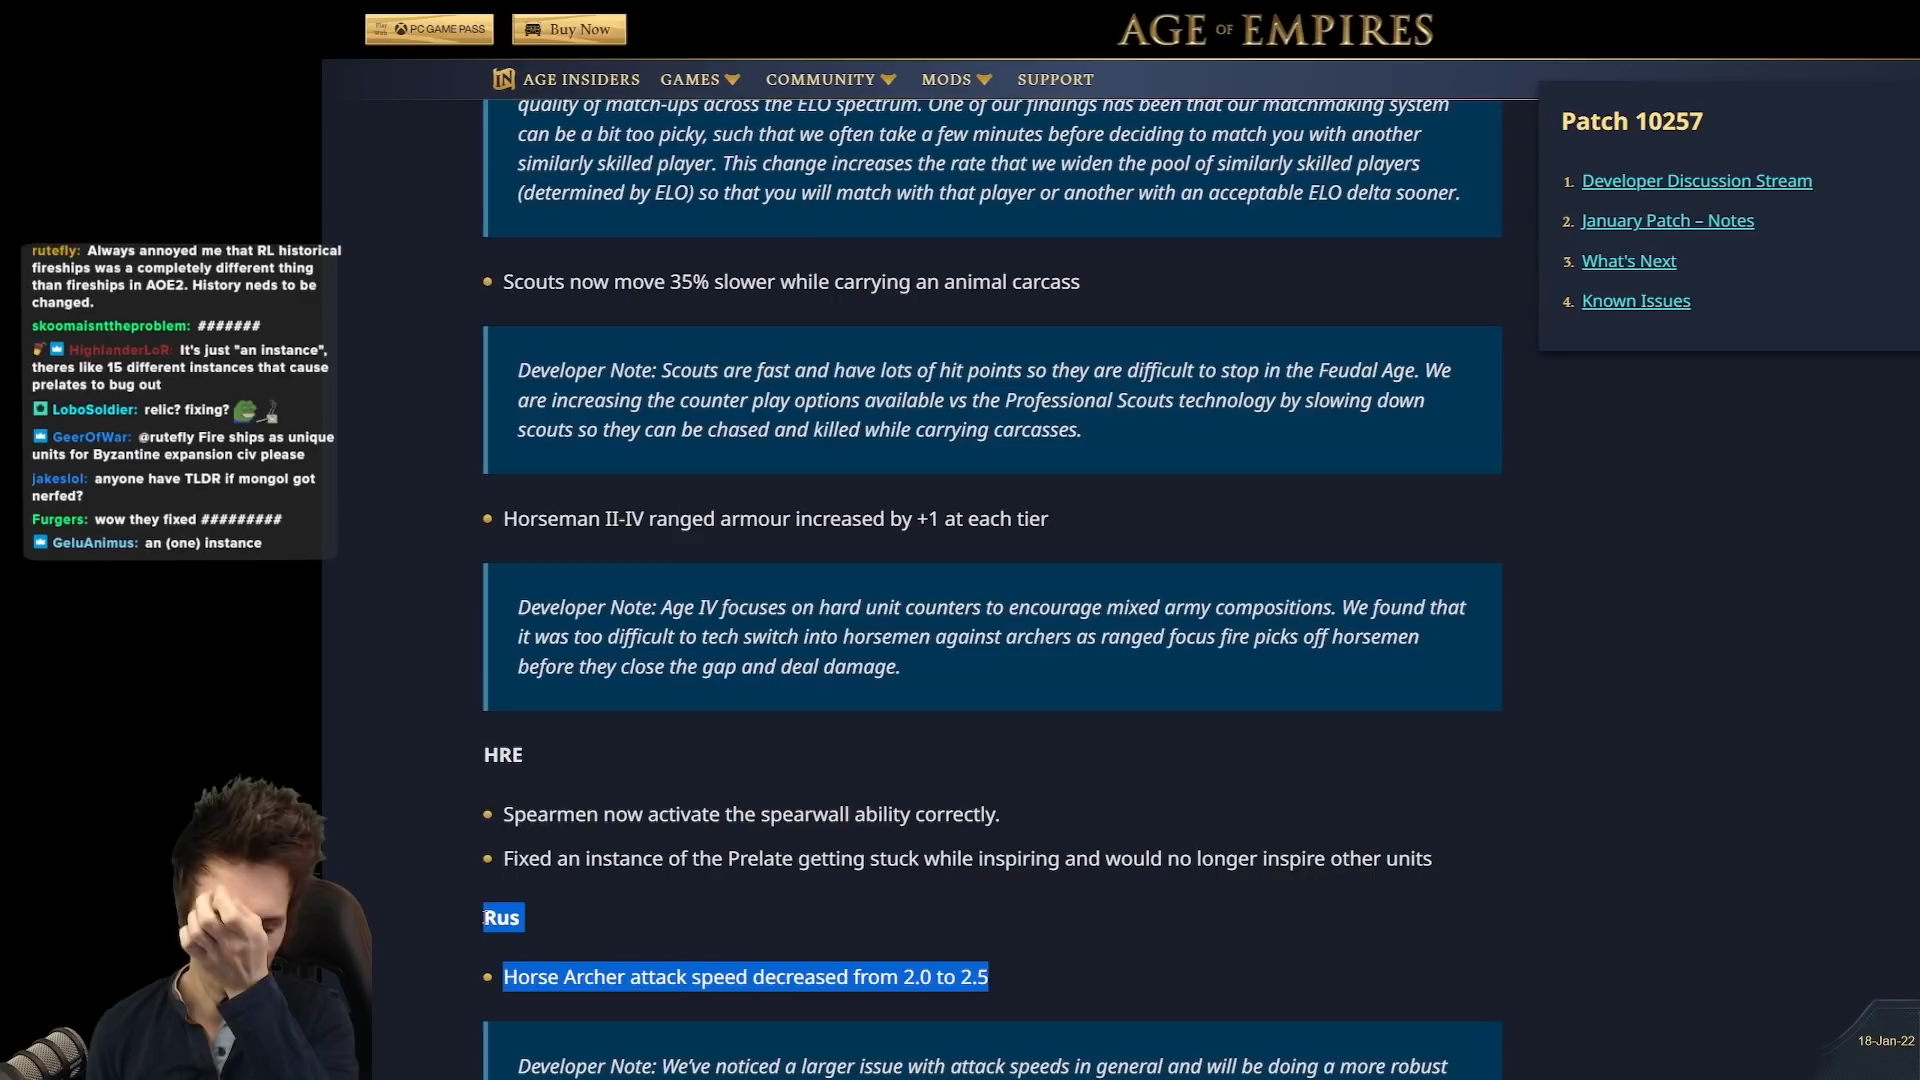 Play With PC GAME PASS
Buy Now
AGE OF EMPIRES
AGE INSIDERS GAMES COMMUNITY MODS SUPPORT
quality of match-ups across the ELO spectrum. One of our findings has been that our matchmaking system
can be a bit too picky, such that we often take a few minutes before deciding to match you with another
similarly skilled player. This change increases the rate that we widen the pool of similarly skilled players
(determined by ELO) so that you will match with that player or another with an acceptable ELO delta sooner.
Scouts now move 35% slower while carrying an animal carcass
Developer Note: Scouts are fast and have lots of hit points so they are difficult to stop in the Feudal Age. We
are increasing the counter play options available vs the Professional Scouts technology by slowing down
scouts so they can be chased and killed while carrying carcasses.
Horseman II-IV ranged armour increased by +1 at each tier
Developer Note: Age IV focuses on hard unit counters to encourage mixed army compositions. We found that
it was too difficult to tech switch into horsemen against archers as ranged focus fire picks off horsemen
before they close the gap and deal damage.
HRE
Spearmen now activate the spearwall ability correctly.
Fixed an instance of the Prelate getting stuck while inspiring and would no longer inspire other units
Rus
Horse Archer attack speed decreased from 2.0 to 2.5
Developer Note: We've noticed a larger issue with attack speeds in general and will be doing a more robust
Patch 10257
1. Developer Discussion Stream
2. January Patch – Notes
3. What's Next
4. Known Issues
rutefly: Always annoyed me that RL historical
fireships was a completely different thing
than fireships in AOE2. History neds to be
changed.
skoomaisnttheproblem: #######
HighlanderLoR: It's just "an instance",
theres like 15 different instances that cause
prelates to bug out
LoboSoldier: relic? fixing?
GeerOfWar: @rutefly Fire ships as unique
units for Byzantine expansion civ please
jakeslol: anyone have TLDR if mongol got
nerfed?
Furgers: wow they fixed #########
GeluAnimus: an (one) instance
18-Jan-22